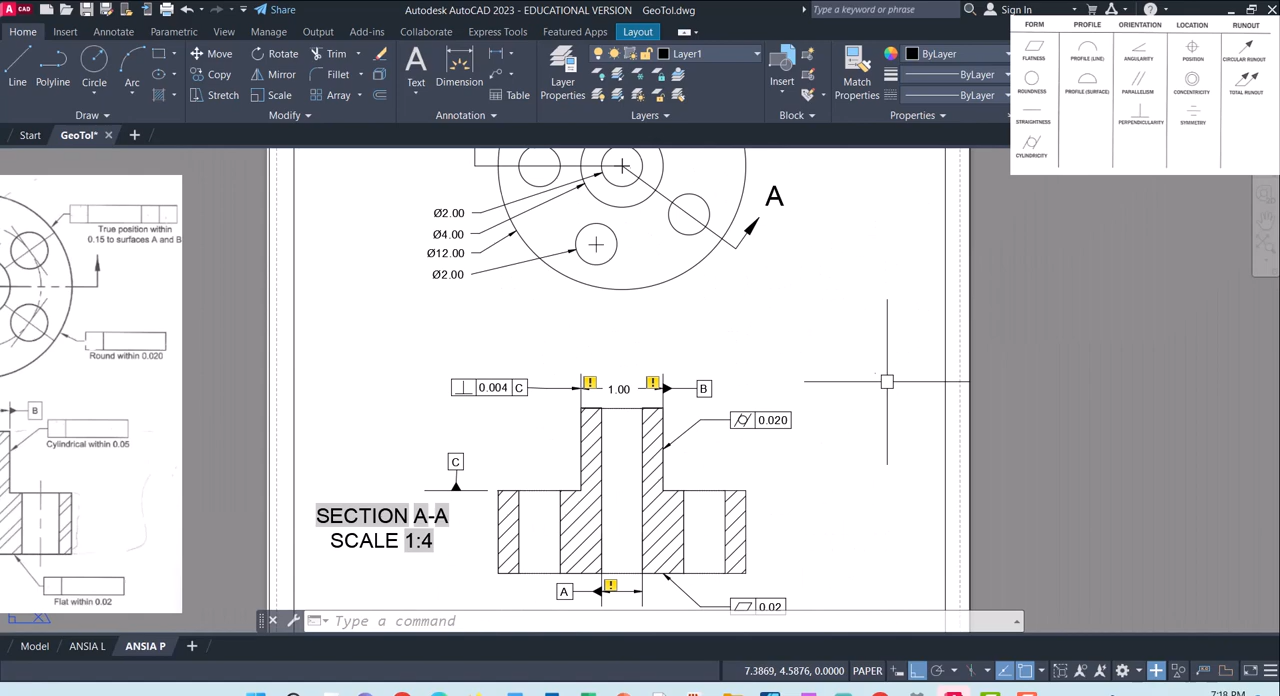 A CAD
Share
Autodesk AutoCAD 2023 - EDUCATIONAL VERSION GeoTol.dwg
Type a keyword or phrase
Sign In
Home Insert Annotate Parametric View Manage Output Add-ins Collaborate Express Tools Featured Apps Layout
Line Polyline Circle Arc
Move Rotate Trim
Copy Mirror Fillet
Stretch Scale Array
Text Dimension Table
Layer Properties
Layer1
Insert
Match Properties
ByLayer
ByLayer
ByLayer
Draw Modify Annotation Layers Block Properties
FORM PROFILE ORIENTATION LOCATION RUNOUT
FLATNESS PROFILE (LINE) ANGULARITY POSITION CIRCULAR RUNOUT
ROUNDNESS PROFILE (SURFACE) PARALLELISM CONCENTRICITY TOTAL RUNOUT
STRAIGHTNESS PERPENDICULARITY SYMMETRY
CYLINDRICITY
Start GeoTol*
True position within
0.15 to surfaces A and B
Round within 0.020
B
Cylindrical within 0.05
Flat within 0.02
A
Ø2.00
Ø4.00
Ø12.00
Ø2.00
⊥ 0.004 C
1.00
B
⌭ 0.020
C
SECTION A-A
SCALE 1:4
A
⏥ 0.02
Type a command
Model ANSIA L ANSIA P
7.3869, 4.5876, 0.0000 PAPER